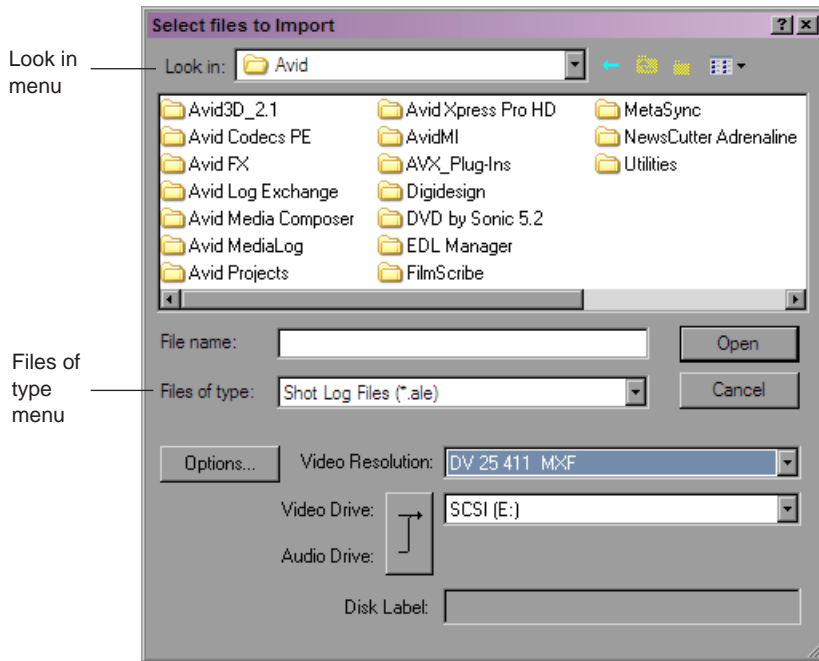 Select files to Import
Look in menu
Look in: Avid
Avid3D_2.1 Avid Xpress Pro HD MetaSync
Avid Codecs PE AvidMI NewsCutter Adrenaline
Avid FX AVX_Plug-Ins Utilities
Avid Log Exchange Digidesign
Avid Media Composer DVD by Sonic 5.2
Avid MediaLog EDL Manager
Avid Projects FilmScribe
File name: Open
Files of type menu
Files of type: Shot Log Files (*.ale) Cancel
Options... Video Resolution: DV 25 411 MXF
Video Drive: SCSI (E:)
Audio Drive:
Disk Label: